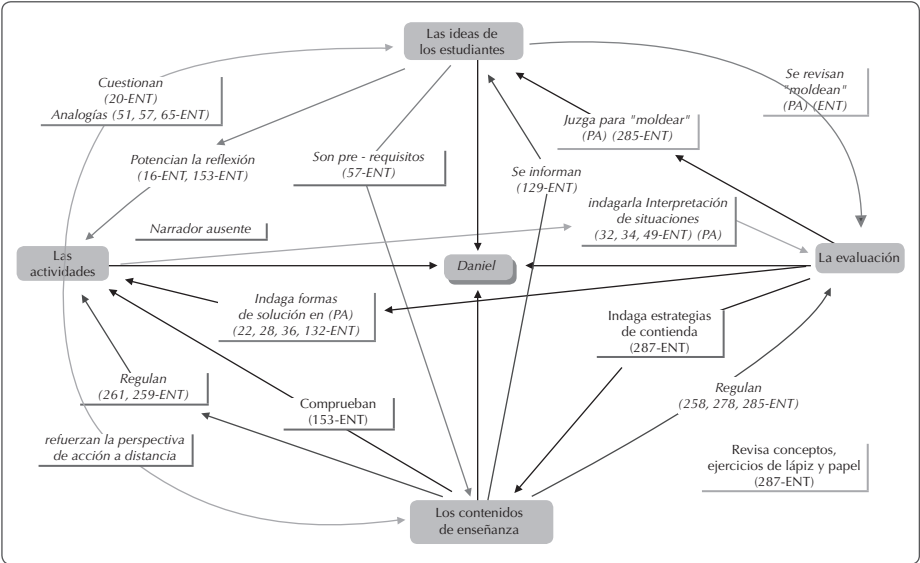 Las ideas de
los estudiantes
Cuestionan
(20-ENT)
Analogías (51, 57, 65-ENT)
Se revisan
"moldean"
(PA) (ENT)
Juzga para "moldear"
(PA) (285-ENT)
Potencian la reflexión
(16-ENT, 153-ENT)
Son pre - requisitos
(57-ENT)
Se informan
(129-ENT)
indagarla Interpretación
de situaciones
(32, 34, 49-ENT) (PA)
Narrador ausente
Las
actividades
Daniel
La evaluación
Indaga formas
de solución en (PA)
(22, 28, 36, 132-ENT)
Indaga estrategias
de contienda
(287-ENT)
Regulan
(261, 259-ENT)
Comprueban
(153-ENT)
Regulan
(258, 278, 285-ENT)
refuerzan la perspectiva
de acción a distancia
Revisa conceptos,
ejercicios de lápiz y papel
(287-ENT)
Los contenidos
de enseñanza